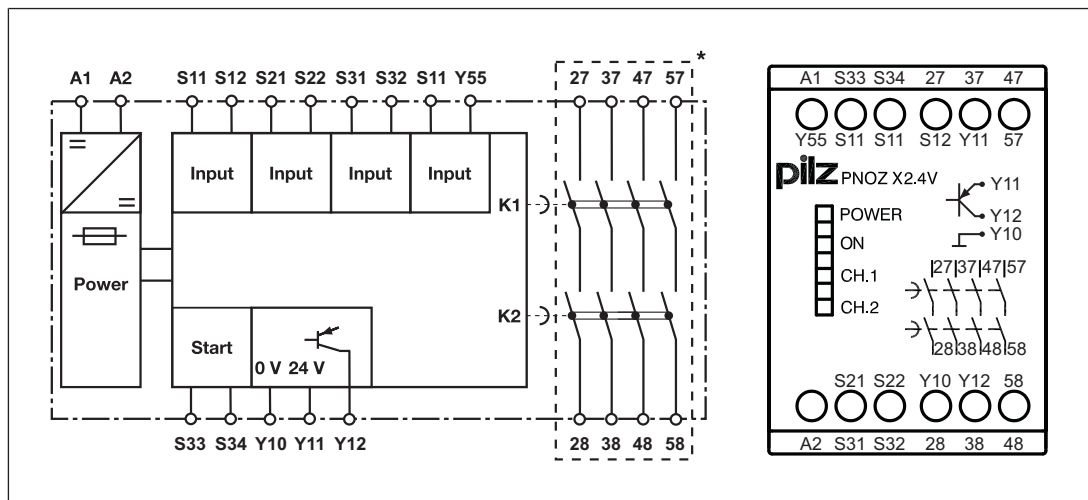 A1 A2 S11 S12 S21 S22 S31 S32 S11 Y55 27 37 47 57 *
Input Input Input Input
K1
Power
K2
Start
0 V 24 V
S33 S34 Y10 Y11 Y12 28 38 48 58
A1 S33 S34 27 37 47
Y55 S11 S11 S12 Y11 57
pilz PNOZ X2.4V
Y11
POWER
Y12
Y10
ON
27 37 47 57
CH.1
CH.2
28 38 48 58
S21 S22 Y10 Y12 58
A2 S31 S32 28 38 48